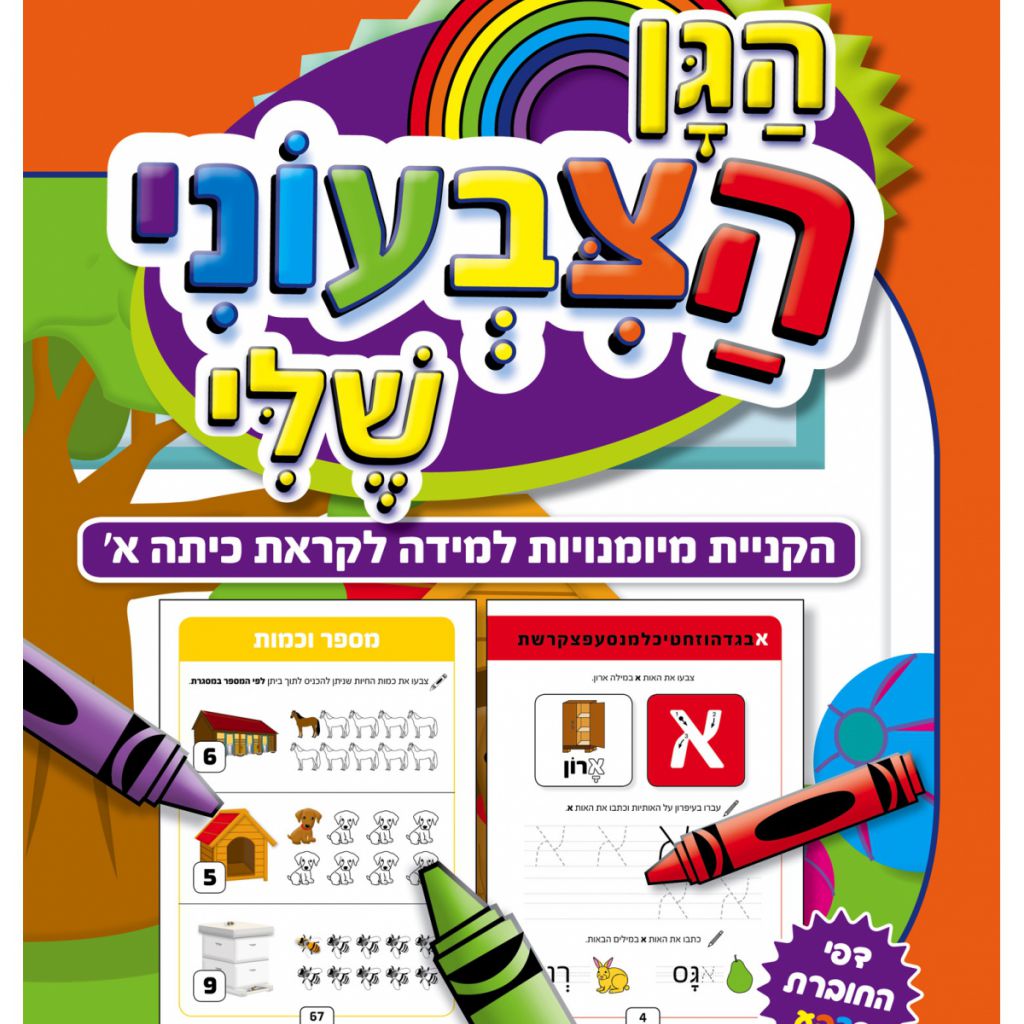 הַגָּן
הַצִּבְעוֹנִי
שֶׁלִּי
הקניית מיומנויות למידה לקראת כיתה א'
אבגדהוזחטיכלמנסעפצקרשת
צבעו את האות א במילה ארון.
א
אָרוֹן
עברו בעיפרון על האותיות וכתבו את האות א.
כתבו את האות א במילים הבאות.
אגָּס
4
מספר וכמות
צבעו את כמות החיות שניתן להכניס לתוך ביתן לפי המספר במסגרת.
6
5
9
67
דפי
החוברת